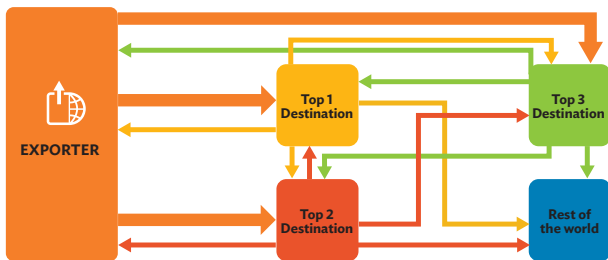 EXPORTER
Top 1
Destination
Top 3
Destination
Top 2
Destination
Rest of
the world